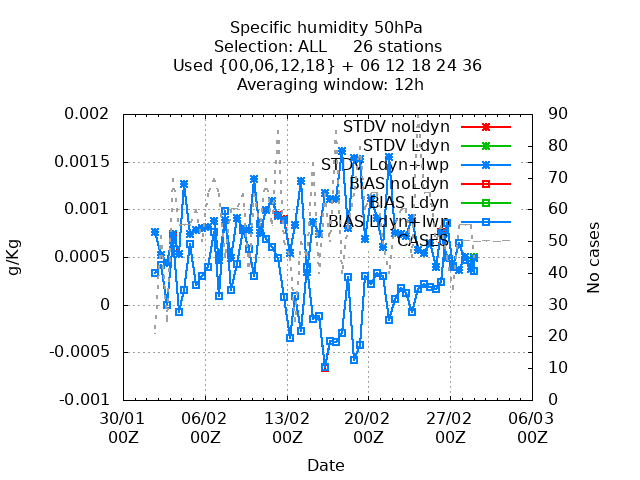 Specific humidity 50hPa
Selection: ALL     26 stations
Used {00,06,12,18} + 06 12 18 24 36
Averaging window: 12h
0.002
0.0015
0.001
0.0005
0
-0.0005
-0.001
g/Kg
90
80
70
60
50
40
30
20
10
0
No cases
STDV noLdyn
STDV Ldyn
STDV Ldyn+lwp
BIAS noLdyn
BIAS Ldyn
BIAS Ldyn+lwp
CASES
30/01 06/02 13/02 20/02 27/02 06/03
00Z 00Z 00Z 00Z 00Z 00Z
Date